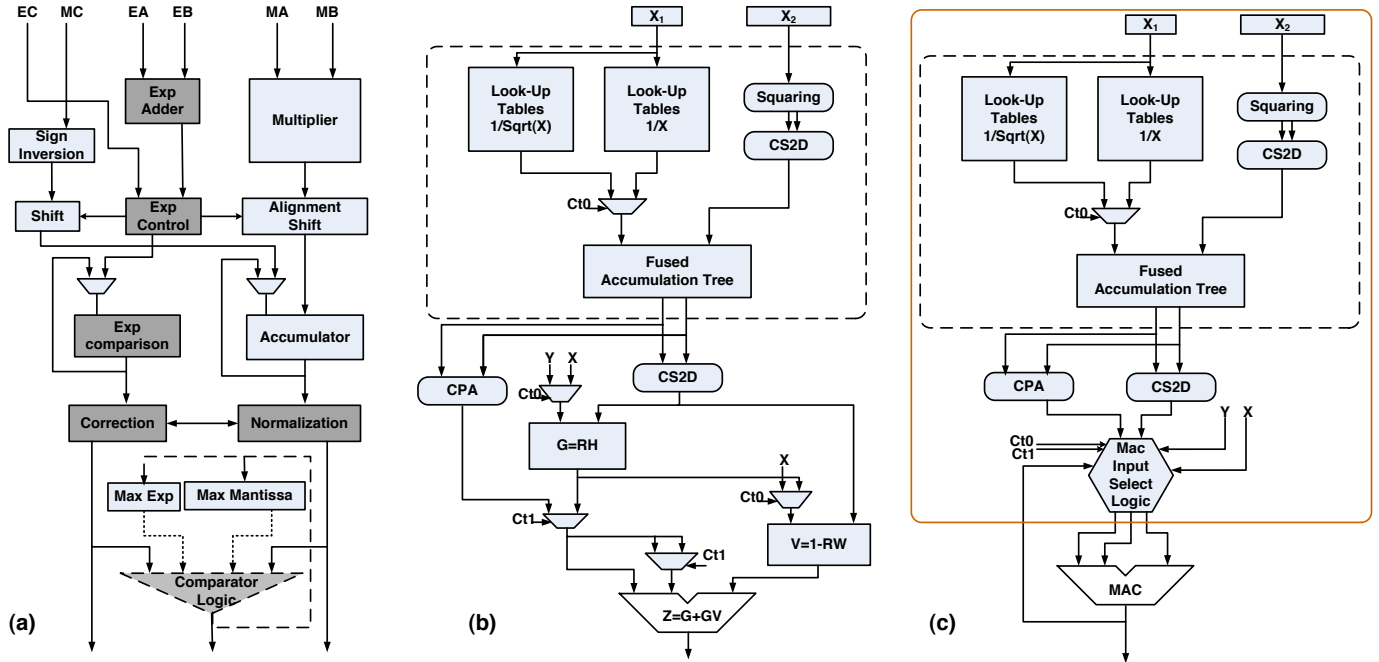 EC MC EA EB MA MB
Exp
Adder
Multiplier
Sign
Inversion
Shift
Exp
Control
Alignment
Shift
Exp
comparison
Accumulator
Correction
Normalization
Max Exp
Max Mantissa
Comparator
Logic
(a)
X1
X2
Look-Up
Tables
1/Sqrt(X)
Look-Up
Tables
1/X
Squaring
CS2D
Ct0
Fused
Accumulation Tree
CPA
Y X
Ct0
CS2D
G=RH
X
Ct0
Ct1
V=1-RW
Ct1
Z=G+GV
(b)
X1
X2
Look-Up
Tables
1/Sqrt(X)
Look-Up
Tables
1/X
Squaring
CS2D
Ct0
Fused
Accumulation Tree
CPA
CS2D
Y X
Ct0
Ct1
Mac
Input
Select
Logic
MAC
(c)